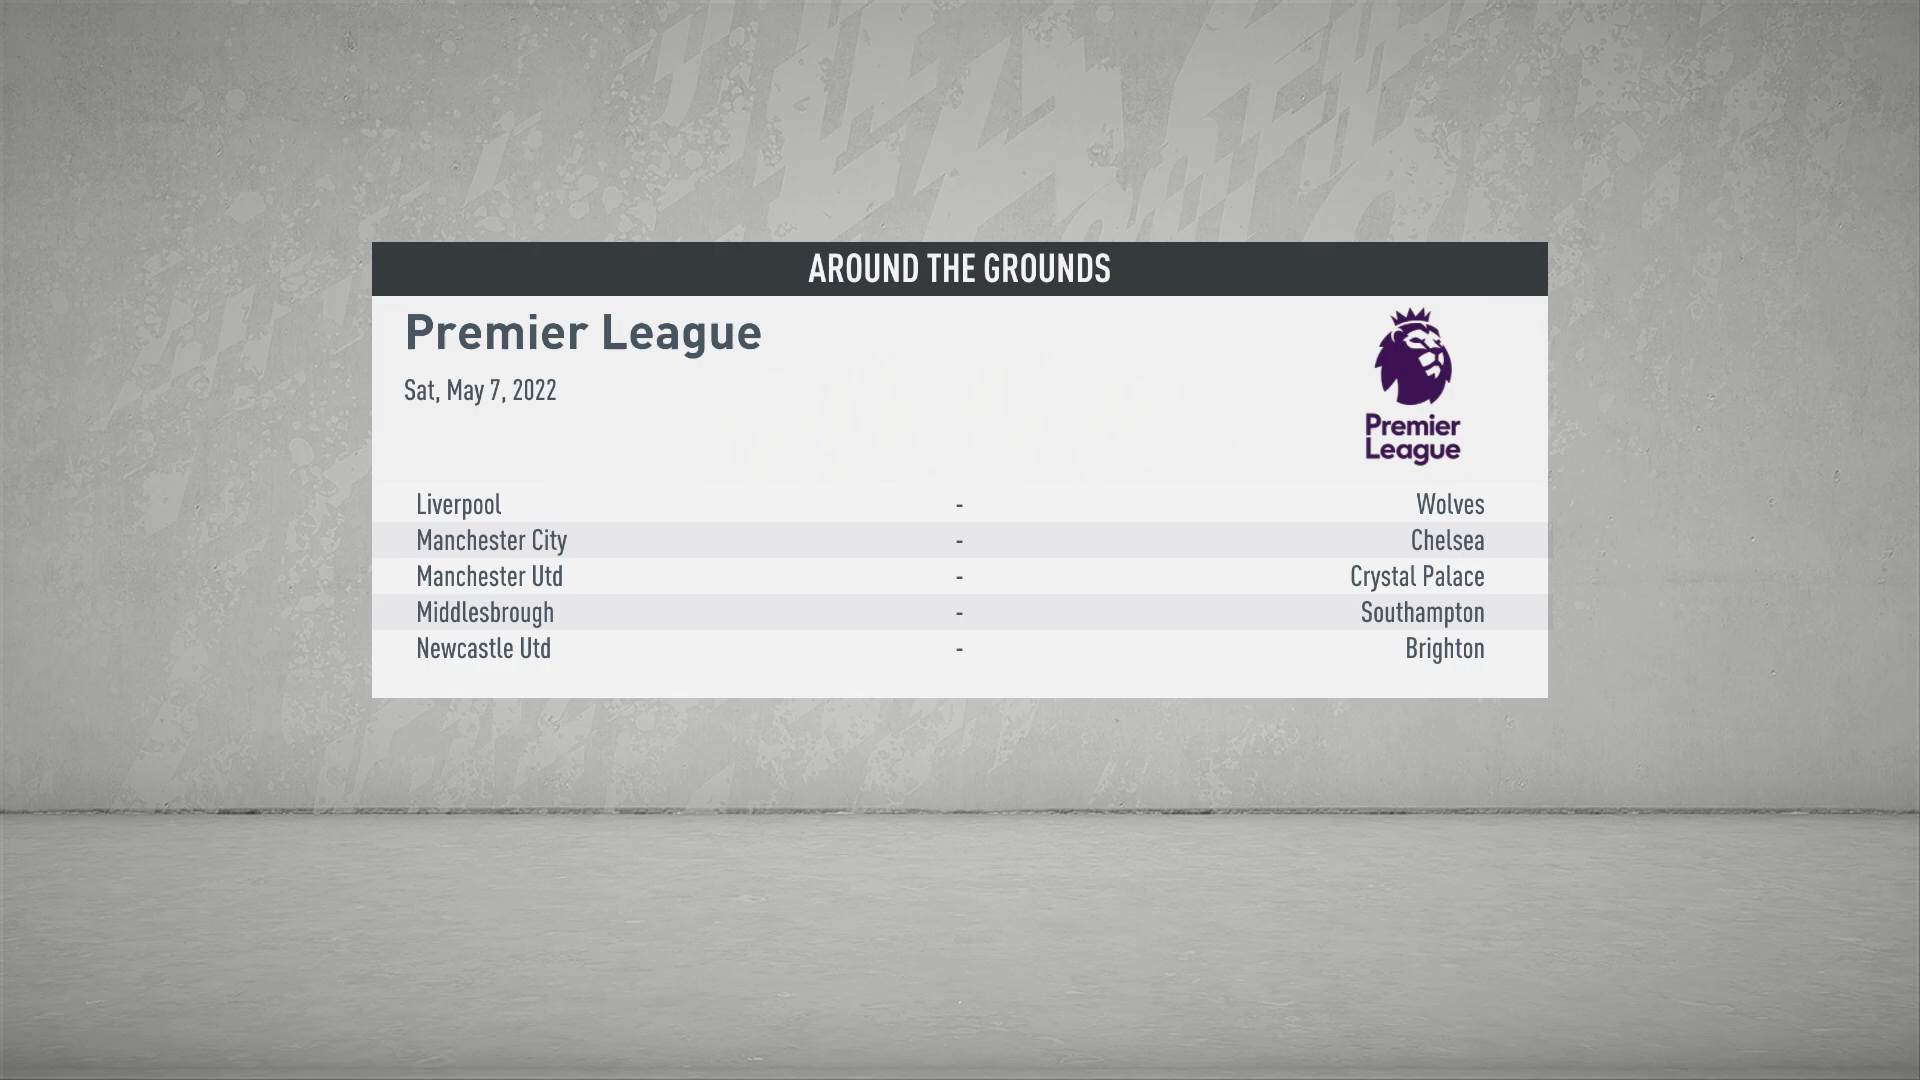 AROUND THE GROUNDS
Premier League
Sat, May 7, 2022
Premier
League
Liverpool - Wolves
Manchester City - Chelsea
Manchester Utd - Crystal Palace
Middlesbrough - Southampton
Newcastle Utd - Brighton